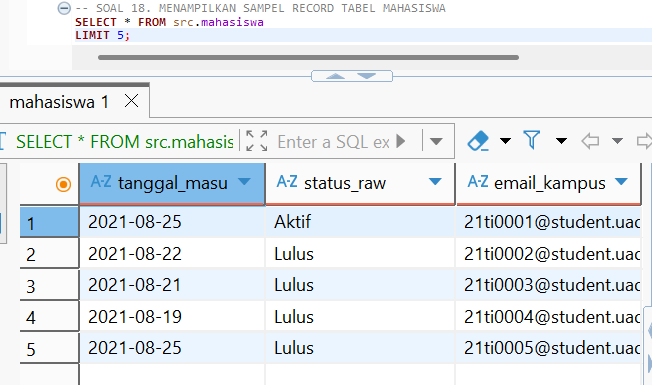 -- SOAL 18. MENAMPILKAN SAMPEL RECORD TABEL MAHASISWA
SELECT * FROM src.mahasiswa
LIMIT 5;
mahasiswa 1
SELECT * FROM src.mahasis Enter a SQL ex
A-Z tanggal_masu A-Z status_raw A-Z email_kampus
1 2021-08-25 Aktif 21ti0001@student.uac
2 2021-08-22 Lulus 21ti0002@student.uac
3 2021-08-21 Lulus 21ti0003@student.uac
4 2021-08-19 Lulus 21ti0004@student.uac
5 2021-08-25 Lulus 21ti0005@student.uac